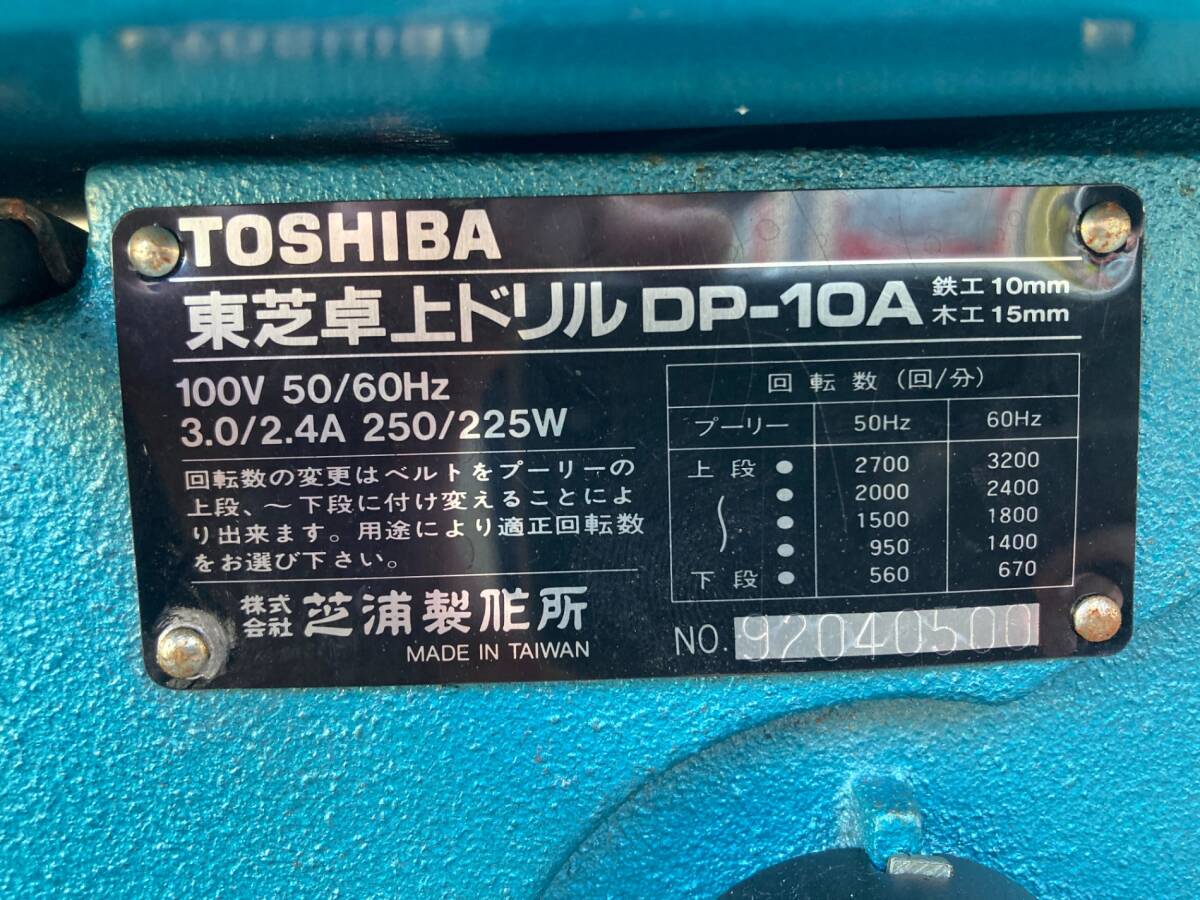 TOSHIBA
東芝卓上ドリル DP-10A 鉄工 10mm
木工 15mm
100V 50/60Hz
3.0/2.4A 250/225W
回転数の変更はベルトをプーリーの
上段、～下段に付け変えることによ
り出来ます。用途により適正回転数
をお選び下さい。
株式会社 芝浦製作所
MADE IN TAIWAN
回転数 (回/分)
プーリー 50Hz 60Hz
上段 ● 2700 3200
● 2000 2400
● 1500 1800
● 950 1400
下段 ● 560 670
NO. 92040500